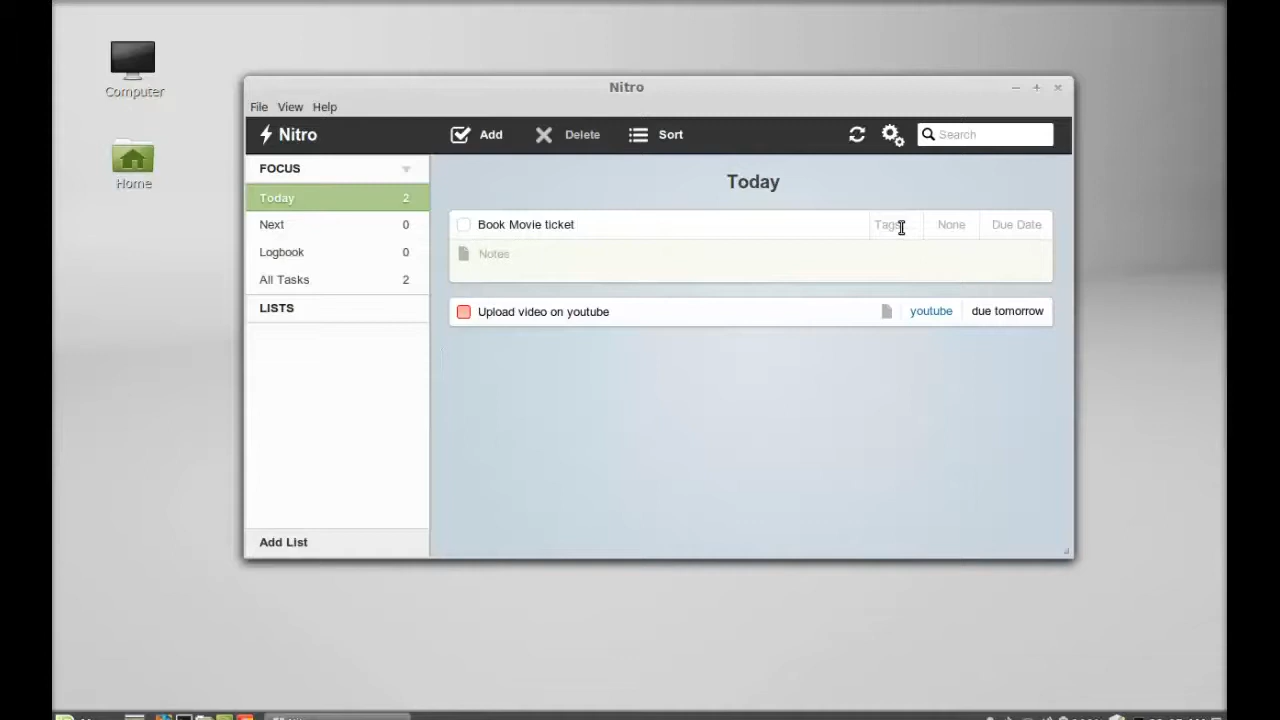 Computer
Home
Nitro
File View Help
Nitro Add Delete Sort Search
FOCUS
Today 2
Next 0
Logbook 0
All Tasks 2
LISTS
Add List
Today
Book Movie ticket Tags None Due Date
Notes
Upload video on youtube youtube due tomorrow